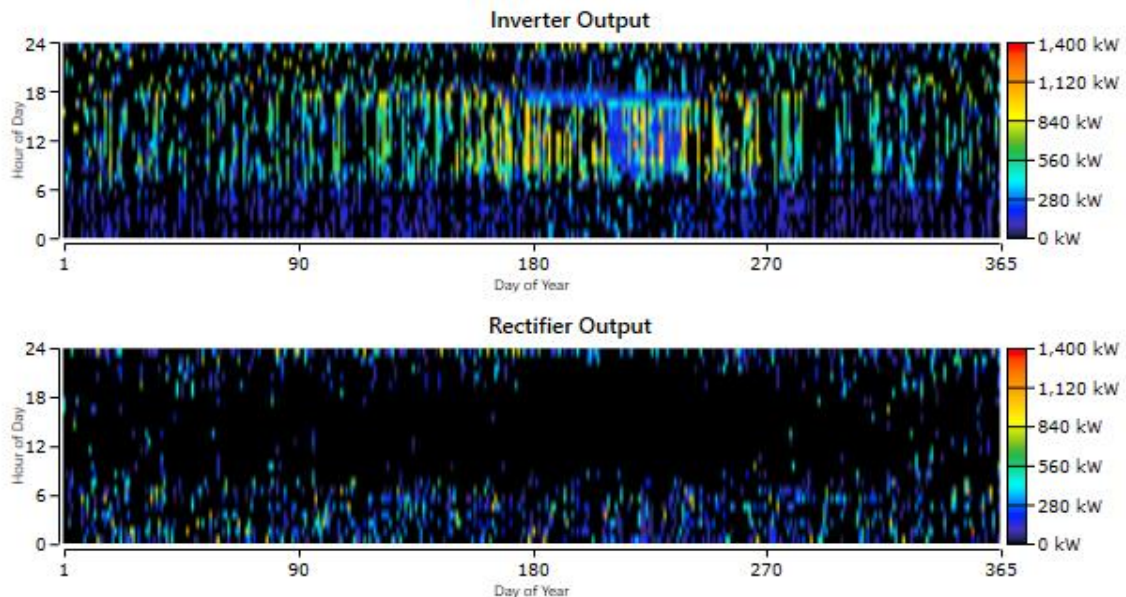 Inverter Output
24
18
12
6
0
Hour of Day
1 90 180 270 365
Day of Year
1,400 kW
1,120 kW
840 kW
560 kW
280 kW
0 kW
Rectifier Output
24
18
12
6
0
Hour of Day
1 90 180 270 365
Day of Year
1,400 kW
1,120 kW
840 kW
560 kW
280 kW
0 kW